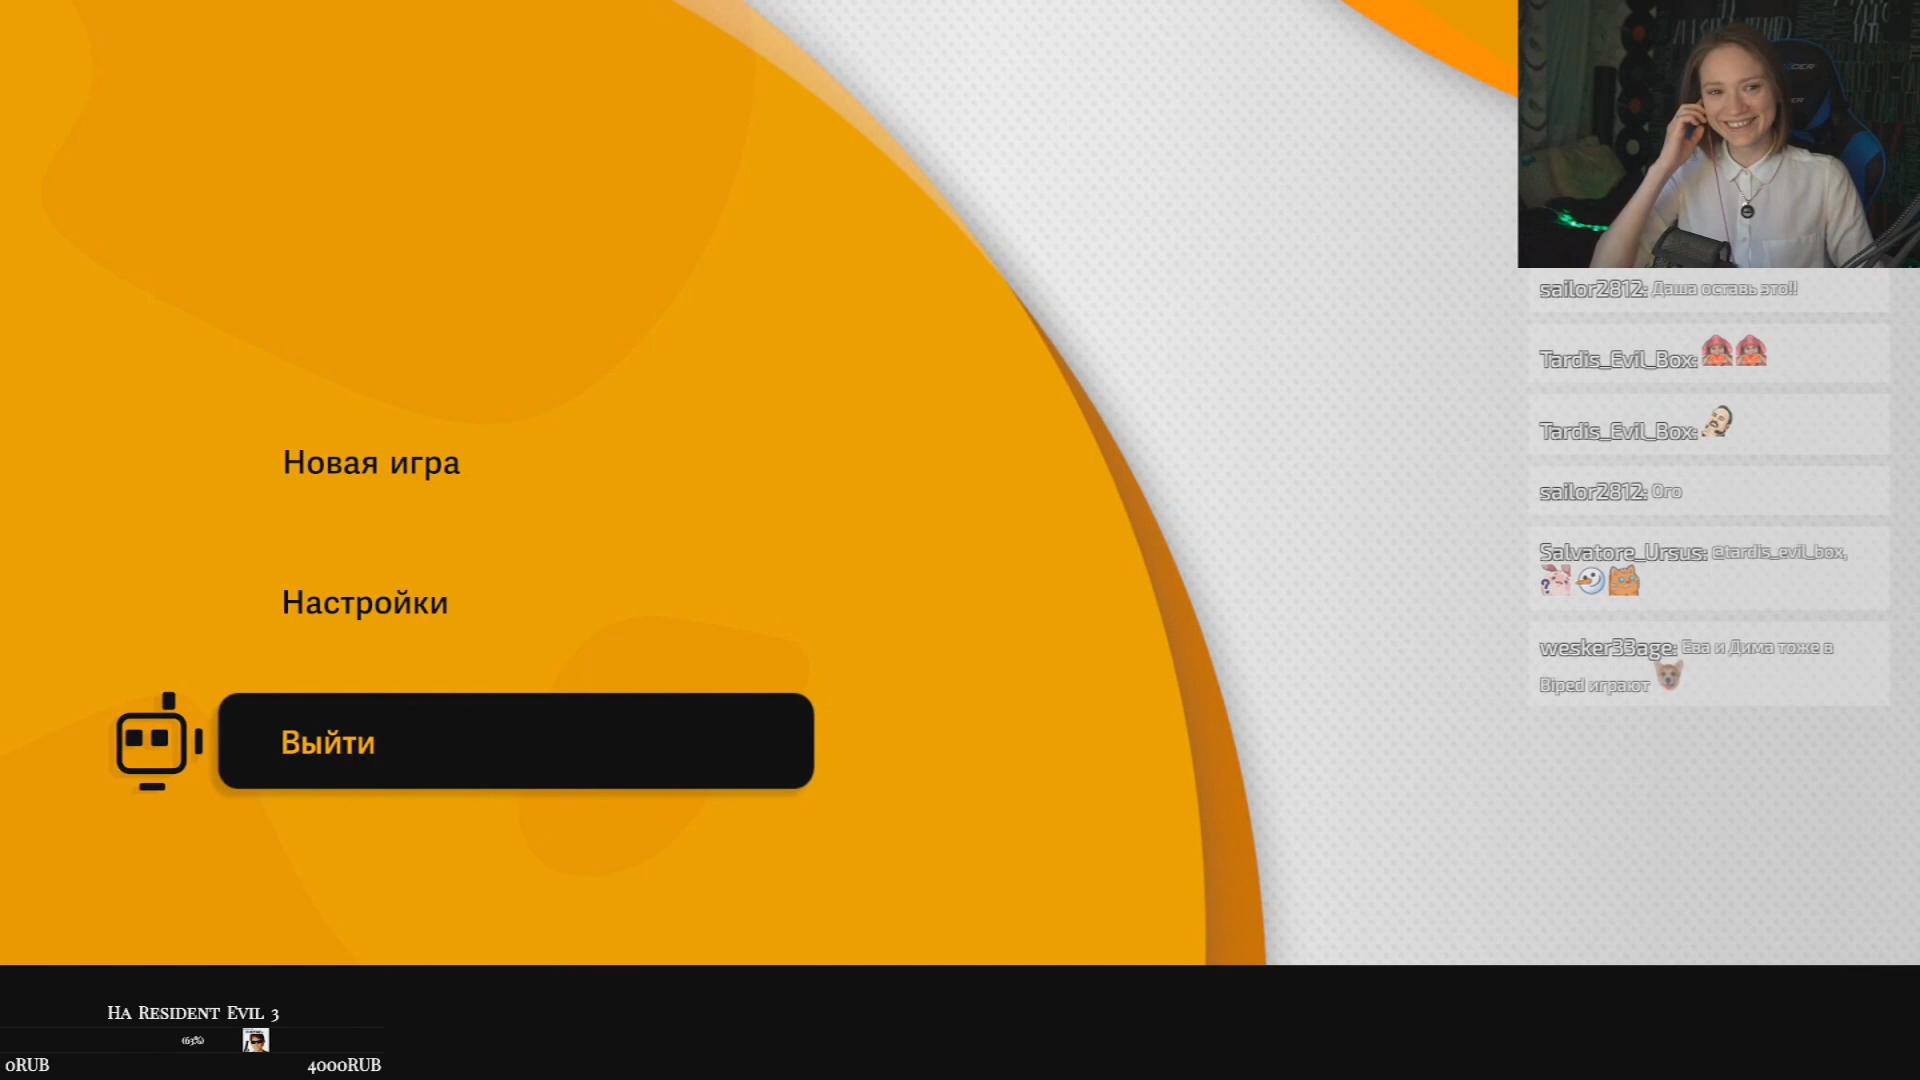 Новая игра
Настройки
Выйти
sailor2812: Даша оставь это!!
Tardis_Evil_Box:
Tardis_Evil_Box:
sailor2812: Ого
Salvatore_Ursus: @tardis_evil_box,
wesker33age: Ева и Дима тоже в
Biped играют
На Resident Evil 3
(63%)
0RUB
4000RUB